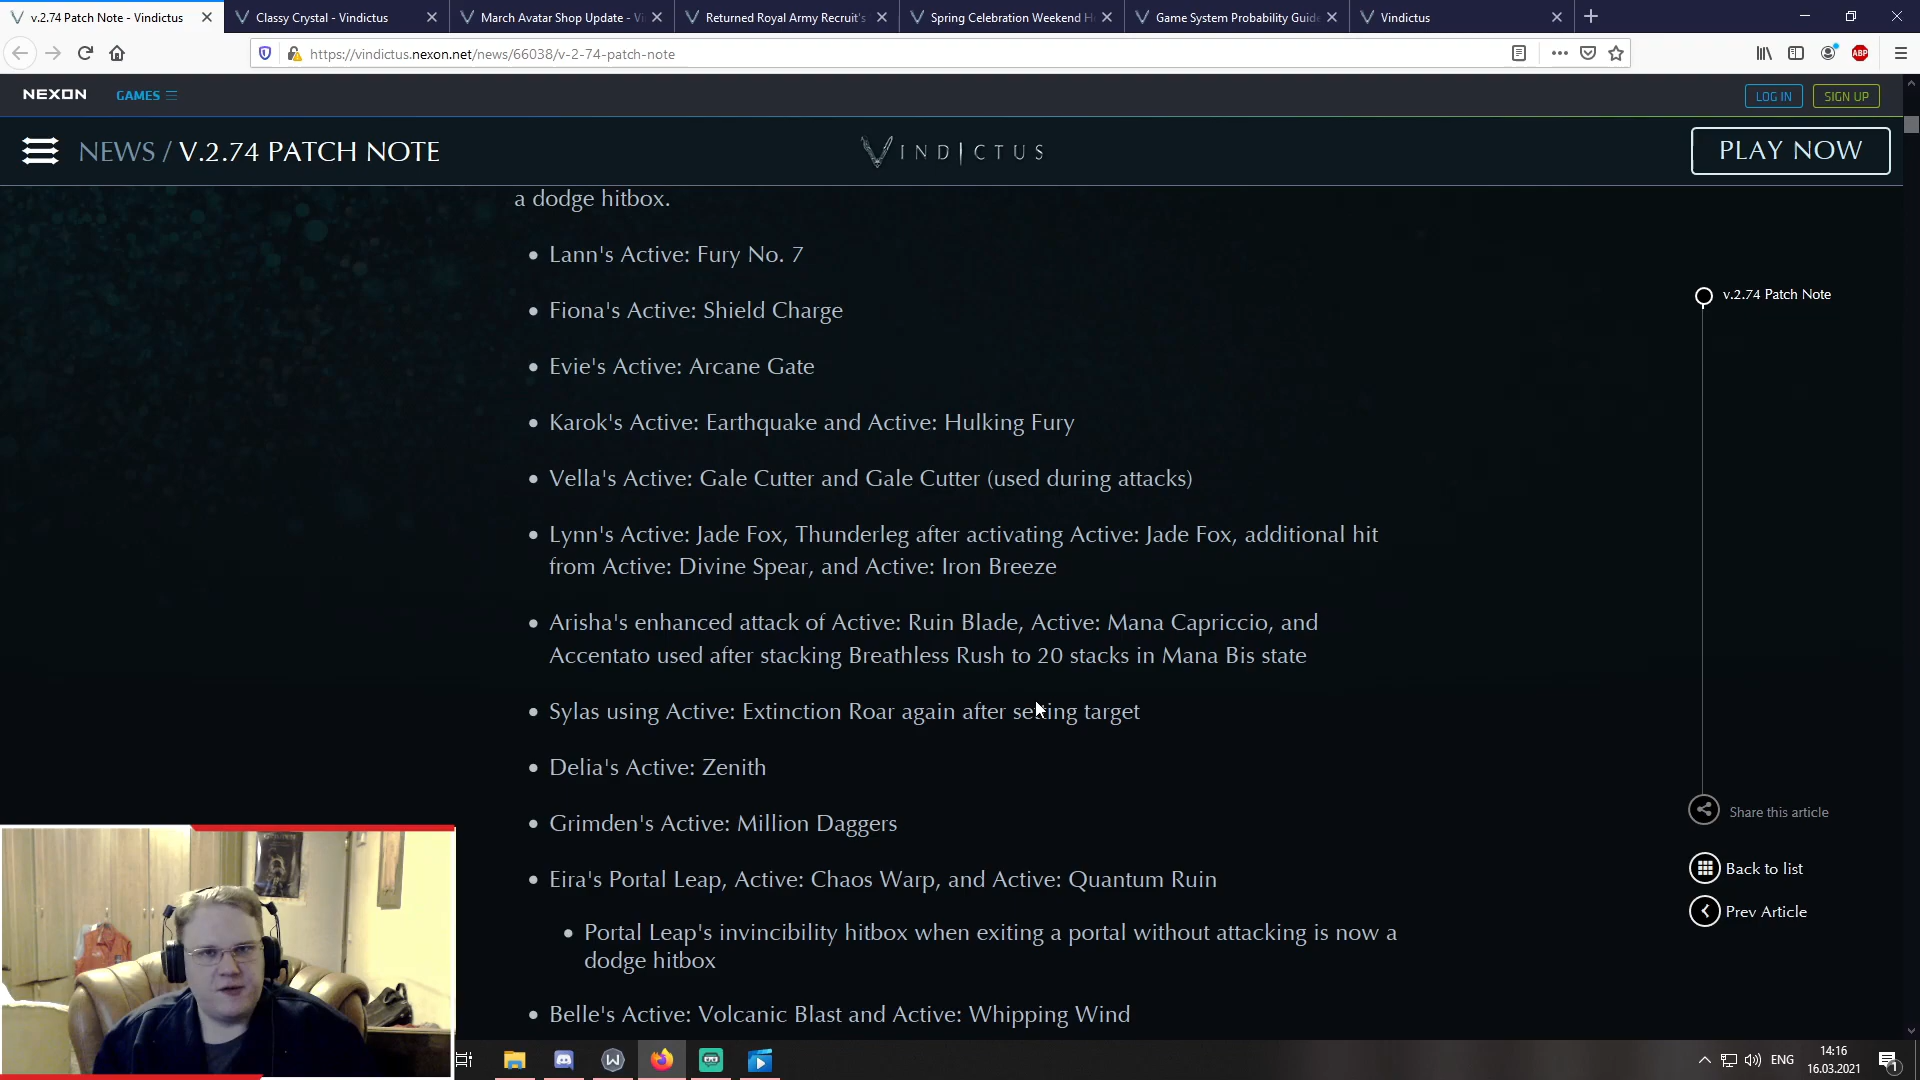 v.2.74 Patch Note - Vindictus
Classy Crystal - Vindictus
March Avatar Shop Update - Vi
Returned Royal Army Recruit's
Spring Celebration Weekend H
Game System Probability Guide
Vindictus
https://vindictus.nexon.net/news/66038/v-2-74-patch-note
ABP
NEXON
GAMES
LOG IN
SIGN UP
NEWS / V.2.74 PATCH NOTE
VINDICTUS
PLAY NOW
a dodge hitbox.
• Lann's Active: Fury No. 7
• Fiona's Active: Shield Charge
• Evie's Active: Arcane Gate
• Karok's Active: Earthquake and Active: Hulking Fury
• Vella's Active: Gale Cutter and Gale Cutter (used during attacks)
• Lynn's Active: Jade Fox, Thunderleg after activating Active: Jade Fox, additional hit
from Active: Divine Spear, and Active: Iron Breeze
• Arisha's enhanced attack of Active: Ruin Blade, Active: Mana Capriccio, and
Accentato used after stacking Breathless Rush to 20 stacks in Mana Bis state
• Sylas using Active: Extinction Roar again after setting target
• Delia's Active: Zenith
• Grimden's Active: Million Daggers
• Eira's Portal Leap, Active: Chaos Warp, and Active: Quantum Ruin
• Portal Leap's invincibility hitbox when exiting a portal without attacking is now a
dodge hitbox
• Belle's Active: Volcanic Blast and Active: Whipping Wind
v.2.74 Patch Note
Share this article
Back to list
Prev Article
ENG
14:16
16.03.2021
1